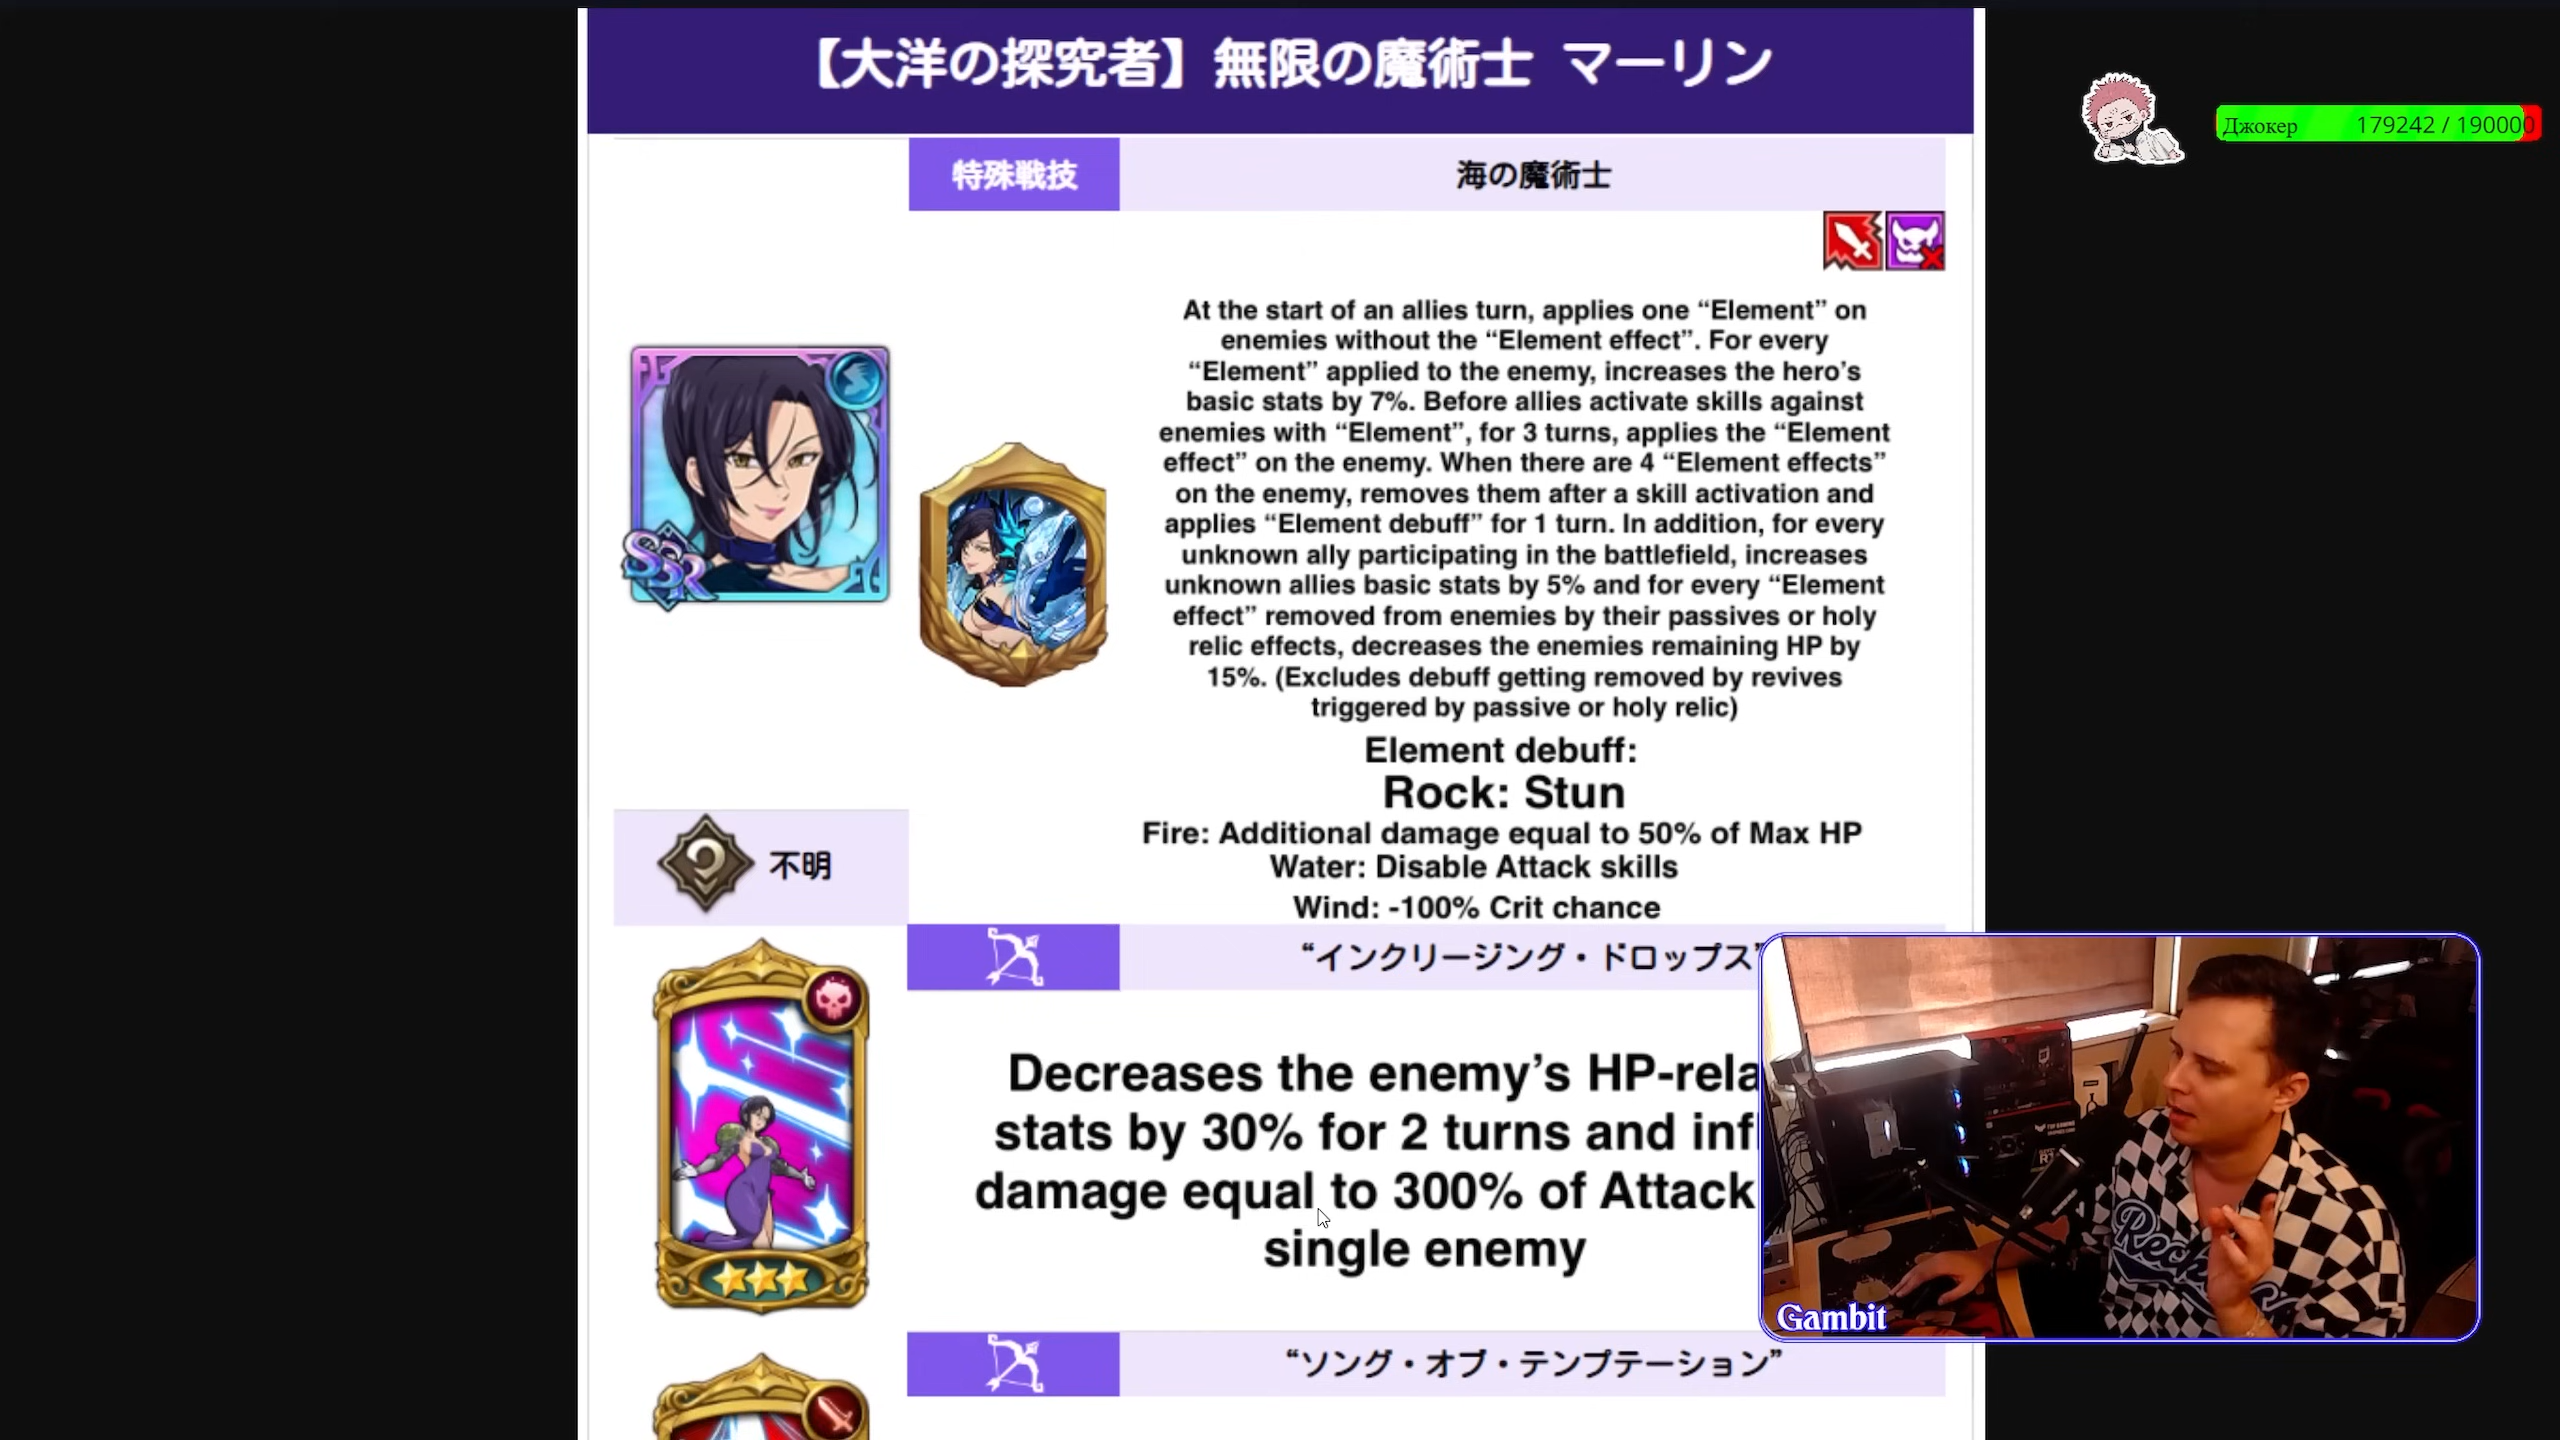 【大洋の探究者】無限の魔術士 マーリン
Джокер 179242 / 190000
特殊戦技
海の魔術士
At the start of an allies turn, applies one “Element” on
enemies without the “Element effect”. For every
“Element” applied to the enemy, increases the hero’s
basic stats by 7%. Before allies activate skills against
enemies with “Element”, for 3 turns, applies the “Element
effect” on the enemy. When there are 4 “Element effects”
on the enemy, removes them after a skill activation and
applies “Element debuff” for 1 turn. In addition, for every
unknown ally participating in the battlefield, increases
unknown allies basic stats by 5% and for every “Element
effect” removed from enemies by their passives or holy
relic effects, decreases the enemies remaining HP by
15%. (Excludes debuff getting removed by revives
triggered by passive or holy relic)
SSR
Element debuff:
Rock: Stun
Fire: Additional damage equal to 50% of Max HP
Water: Disable Attack skills
Wind: -100% Crit chance
不明
“インクリージング・ドロップス”
Decreases the enemy’s HP-rela
stats by 30% for 2 turns and inf
damage equal to 300% of Attack
single enemy
Gambit
“ソング・オブ・テンプテーション”